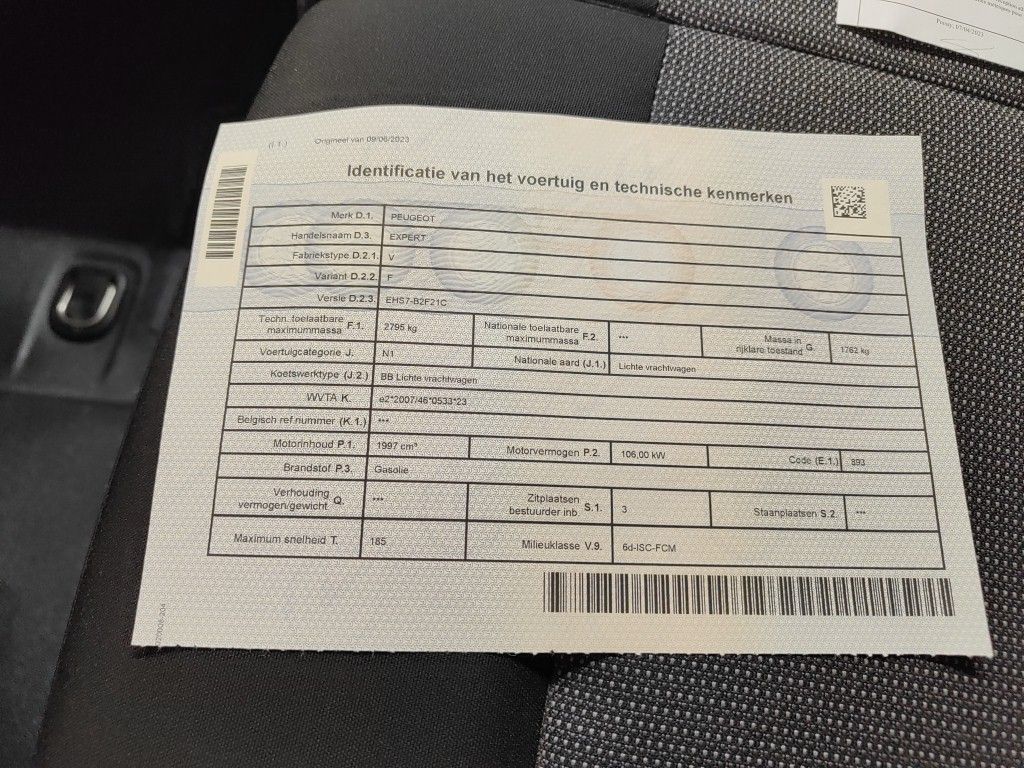 Poissy, 07/06/2023
(I.1.) Origineel van 09/06/2023
Identificatie van het voertuig en technische kenmerken
Merk D.1. PEUGEOT
Handelsnaam D.3. EXPERT
Fabriekstype D.2.1. V
Variant D.2.2. F
Versie D.2.3. EHS7-B2F21C
Techn. toelaatbare maximummassa F.1. 2795 kg Nationale toelaatbare maximummassa F.2. *** Massa in rijklare toestand G. 1762 kg
Voertuigcategorie J. N1 Nationale aard (J.1.) Lichte vrachtwagen
Koetswerktype (J.2.) BB Lichte vrachtwagen
WVTA K. e2*2007/46*0533*23
Belgisch ref.nummer (K.1.) ***
Motorinhoud P.1. 1997 cm³ Motorvermogen P.2. 106,00 kW Code (E.1.) 893
Brandstof P.3. Gasolie
Verhouding vermogen/gewicht Q. *** Zitplaatsen bestuurder inb. S.1. 3 Staanplaatsen S.2. ***
Maximum snelheid T. 185 Milieuklasse V.9. 6d-ISC-FCM